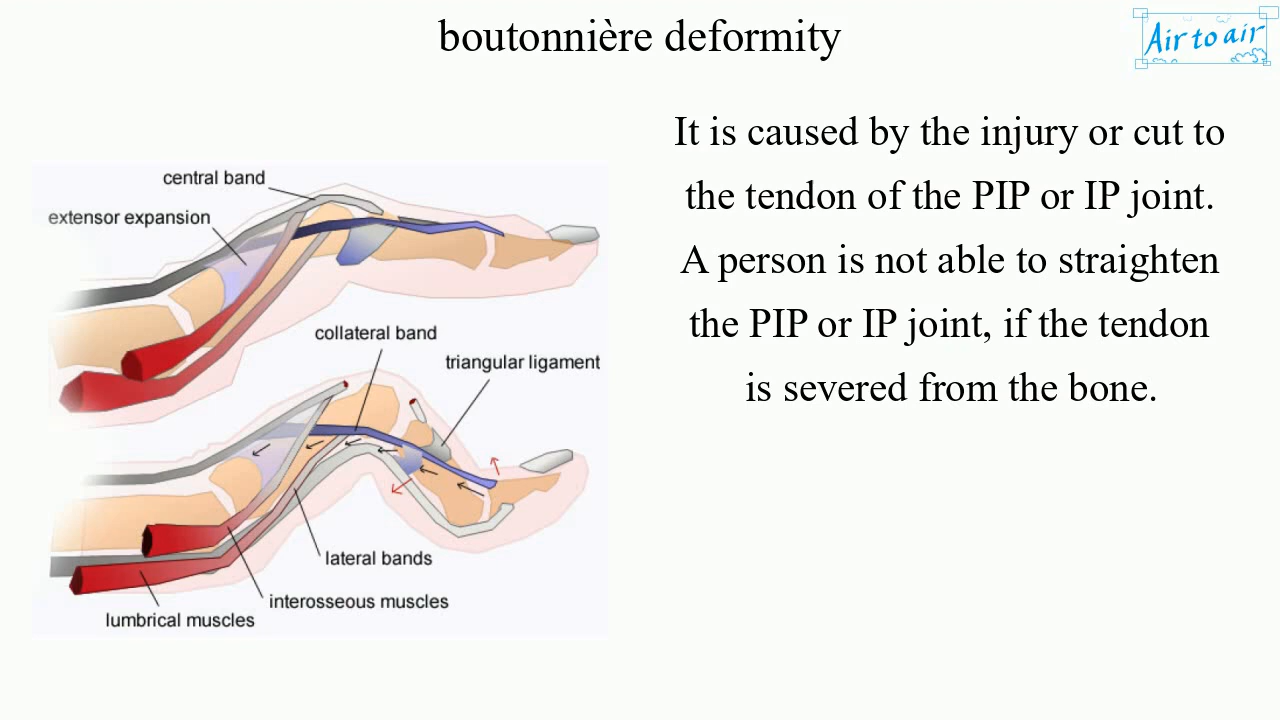 boutonnière deformity
Air to air
It is caused by the injury or cut to
the tendon of the PIP or IP joint.
A person is not able to straighten
the PIP or IP joint, if the tendon
is severed from the bone.
central band
extensor expansion
collateral band
triangular ligament
lateral bands
interosseous muscles
lumbrical muscles